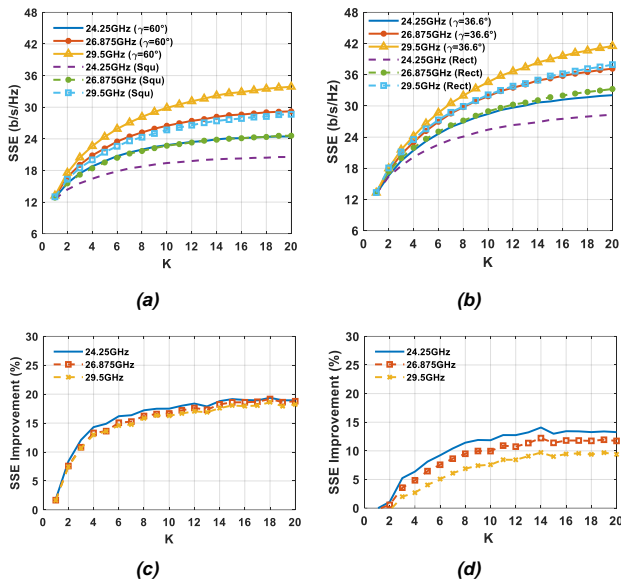 48
42
36
30
24
18
12
6
SSE (b/s/Hz)
24.25GHz (γ=60°)
26.875GHz (γ=60°)
29.5GHz (γ=60°)
24.25GHz (Squ)
26.875GHz (Squ)
29.5GHz (Squ)
0 2 4 6 8 10 12 14 16 18 20
K
(a)
48
42
36
30
24
18
12
6
SSE (b/s/Hz)
24.25GHz (γ=36.6°)
26.875GHz (γ=36.6°)
29.5GHz (γ=36.6°)
24.25GHz (Rect)
26.875GHz (Rect)
29.5GHz (Rect)
0 2 4 6 8 10 12 14 16 18 20
K
(b)
30
25
20
15
10
5
0
SSE Improvement (%)
24.25GHz
26.875GHz
29.5GHz
0 2 4 6 8 10 12 14 16 18 20
K
(c)
30
25
20
15
10
5
0
SSE Improvement (%)
24.25GHz
26.875GHz
29.5GHz
0 2 4 6 8 10 12 14 16 18 20
K
(d)